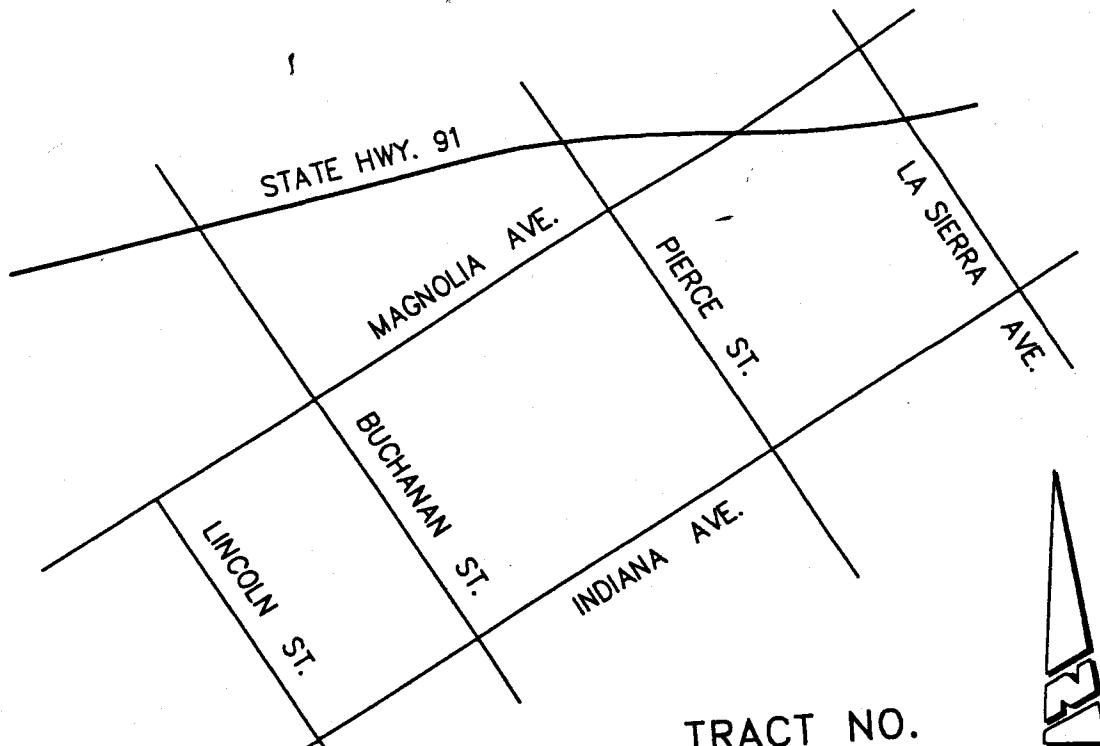 STATE HWY. 91
LA SIERRA AVE.
MAGNOLIA AVE.
PIERCE ST.
BUCHANAN ST.
INDIANA AVE.
LINCOLN ST.
TRACT NO.
N